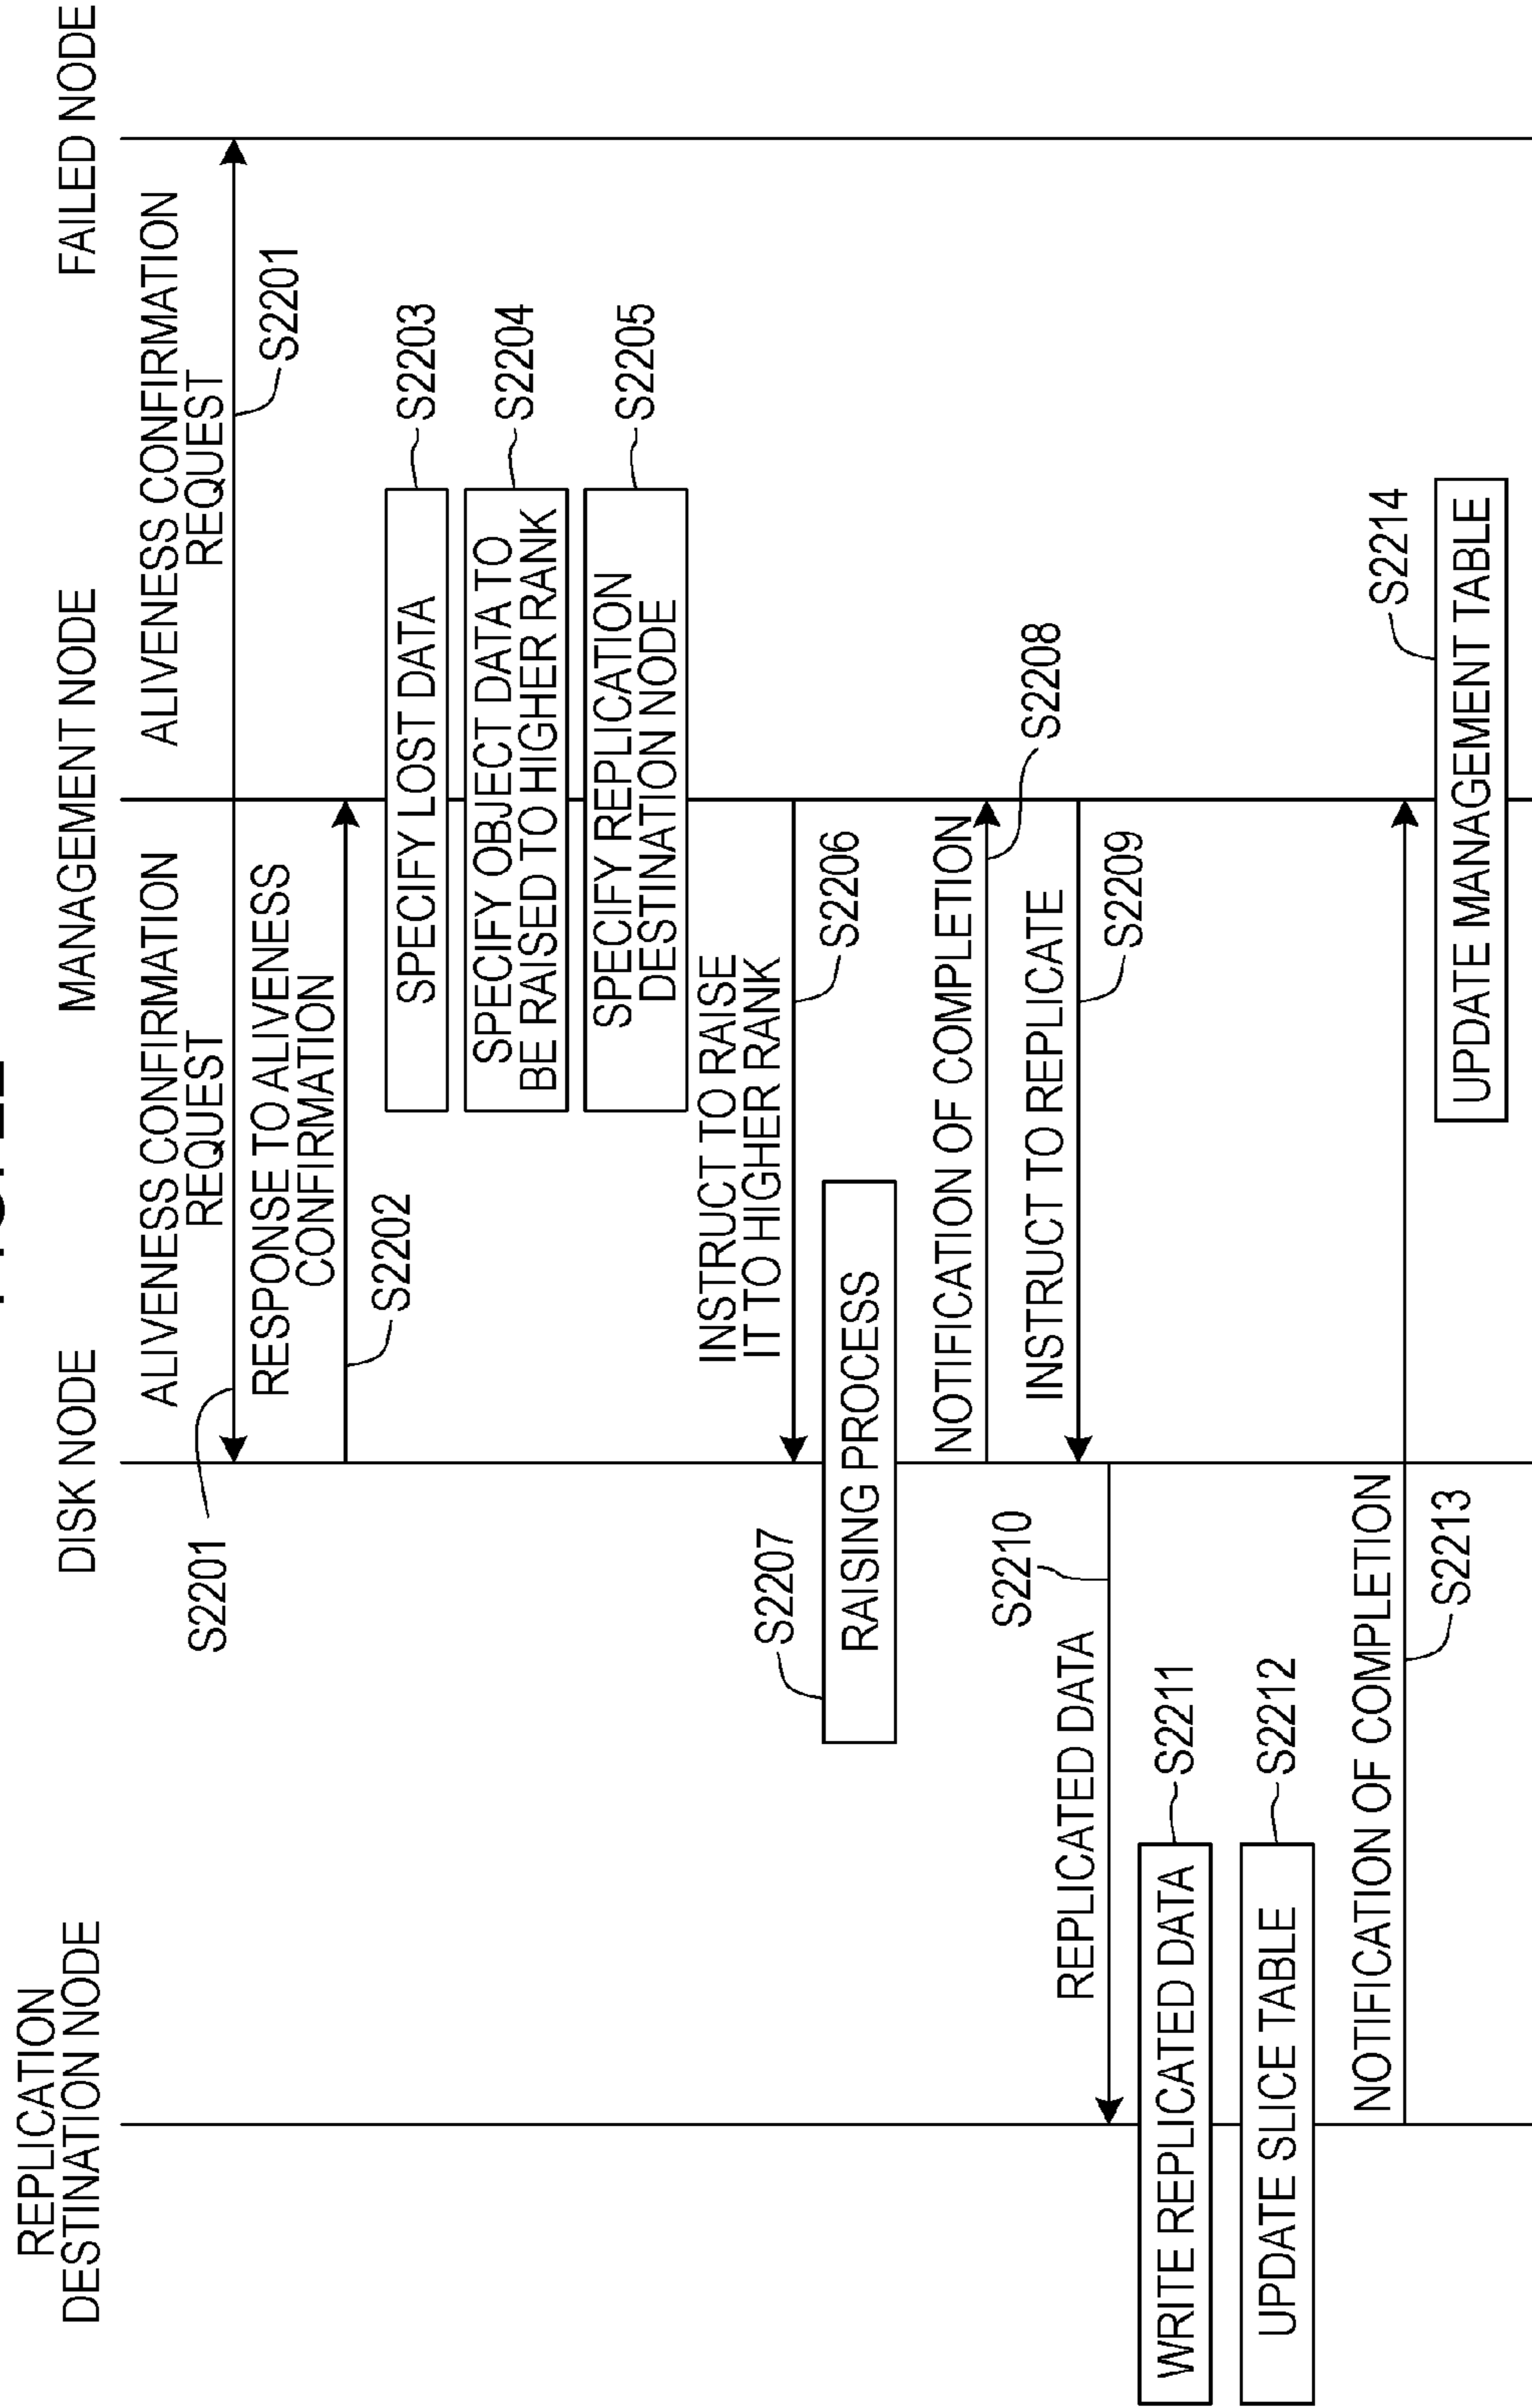 REPLICATION
DESTINATION NODE
DISK NODE
MANAGEMENT NODE
FAILED NODE
ALIVENESS CONFIRMATION
REQUEST
S2201
ALIVENESS CONFIRMATION
REQUEST
S2201
RESPONSE TO ALIVENESS
CONFIRMATION
S2202
SPECIFY LOST DATA
S2203
SPECIFY OBJECT DATA TO
BE RAISED TO HIGHER RANK
S2204
SPECIFY REPLICATION
DESTINATION NODE
S2205
INSTRUCT TO RAISE
IT TO HIGHER RANK
S2206
S2207
RAISING PROCESS
NOTIFICATION OF COMPLETION
S2208
INSTRUCT TO REPLICATE
S2209
S2210
REPLICATED DATA
WRITE REPLICATED DATA
S2211
UPDATE SLICE TABLE
S2212
NOTIFICATION OF COMPLETION
S2213
S2214
UPDATE MANAGEMENT TABLE